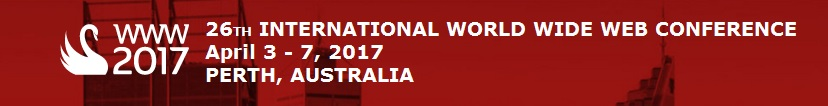 WWW
2017
26TH INTERNATIONAL WORLD WIDE WEB CONFERENCE
April 3 - 7, 2017
PERTH, AUSTRALIA